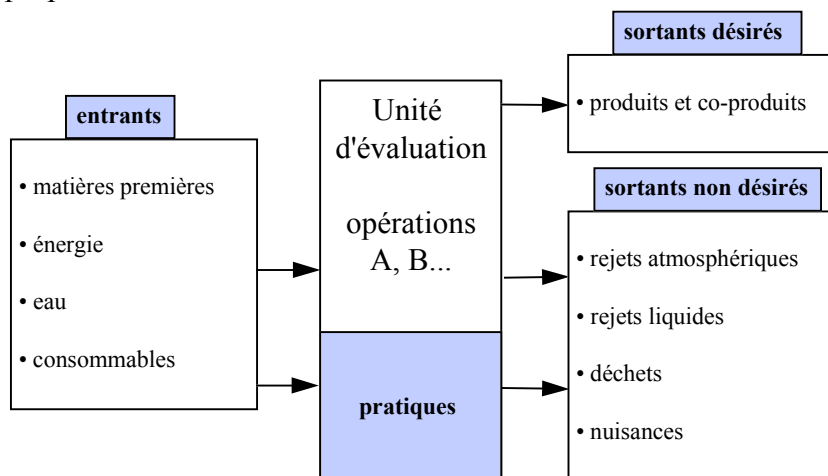 entrants
• matières premières
• énergie
• eau
• consommables
Unité
d'évaluation
opérations
A, B...
pratiques
sortants désirés
• produits et co-produits
sortants non désirés
• rejets atmosphériques
• rejets liquides
• déchets
• nuisances